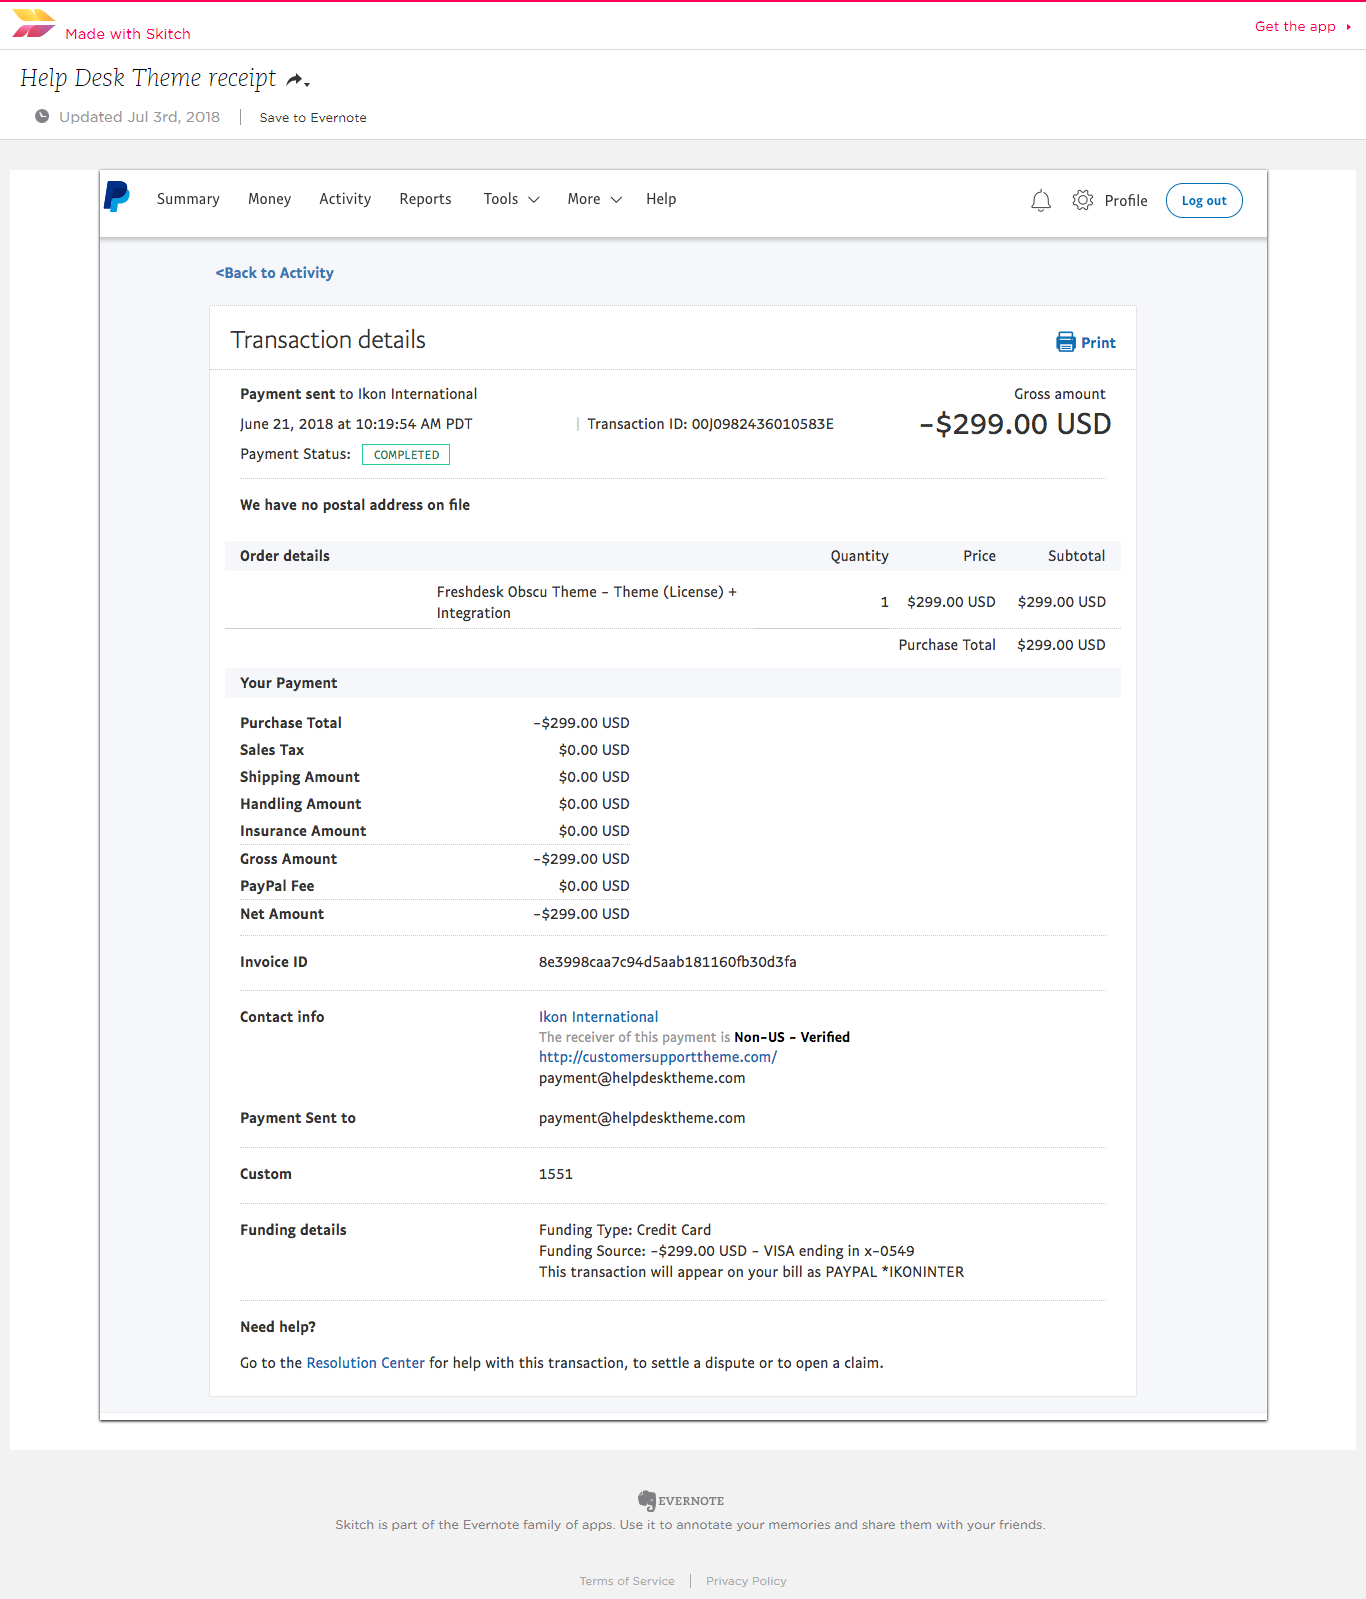 Made with Skitch
Get the app
Help Desk Theme receipt
Updated Jul 3rd, 2018 | Save to Evernote
Summary Money Activity Reports Tools More Help Profile Log out
<Back to Activity
Transaction details
Print
Payment sent to Ikon International
Gross amount
June 21, 2018 at 10:19:54 AM PDT | Transaction ID: 00J0982436010583E
-$299.00 USD
Payment Status: COMPLETED
We have no postal address on file
Order details Quantity Price Subtotal
Freshdesk Obscu Theme - Theme (License) +
Integration
1 $299.00 USD $299.00 USD
Purchase Total $299.00 USD
Your Payment
Purchase Total -$299.00 USD
Sales Tax $0.00 USD
Shipping Amount $0.00 USD
Handling Amount $0.00 USD
Insurance Amount $0.00 USD
Gross Amount -$299.00 USD
PayPal Fee $0.00 USD
Net Amount -$299.00 USD
Invoice ID 8e3998caa7c94d5aab181160fb30d3fa
Contact info Ikon International
The receiver of this payment is Non-US - Verified
http://customersupporttheme.com/
payment@helpdesktheme.com
Payment Sent to payment@helpdesktheme.com
Custom 1551
Funding details Funding Type: Credit Card
Funding Source: -$299.00 USD - VISA ending in x-0549
This transaction will appear on your bill as PAYPAL *IKONINTER
Need help?
Go to the Resolution Center for help with this transaction, to settle a dispute or to open a claim.
EVERNOTE
Skitch is part of the Evernote family of apps. Use it to annotate your memories and share them with your friends.
Terms of Service | Privacy Policy